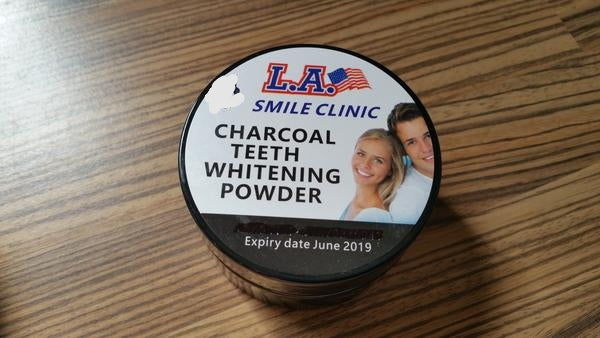 L.A.
SMILE CLINIC
CHARCOAL
TEETH
WHITENING
POWDER
Expiry date June 2019